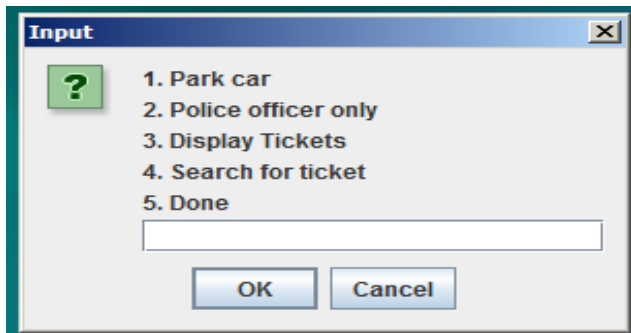 Input
?
1. Park car
2. Police officer only
3. Display Tickets
4. Search for ticket
5. Done
OK Cancel